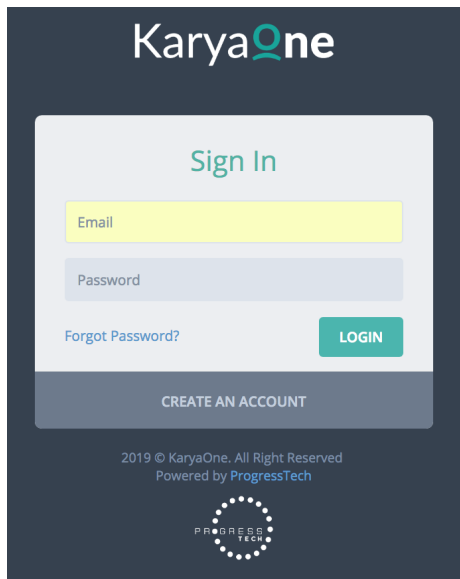 KaryaOne
Sign In
Email
Password
Forgot Password?
LOGIN
CREATE AN ACCOUNT
2019 © KaryaOne. All Right Reserved
Powered by ProgressTech
PROGRESS
TECH